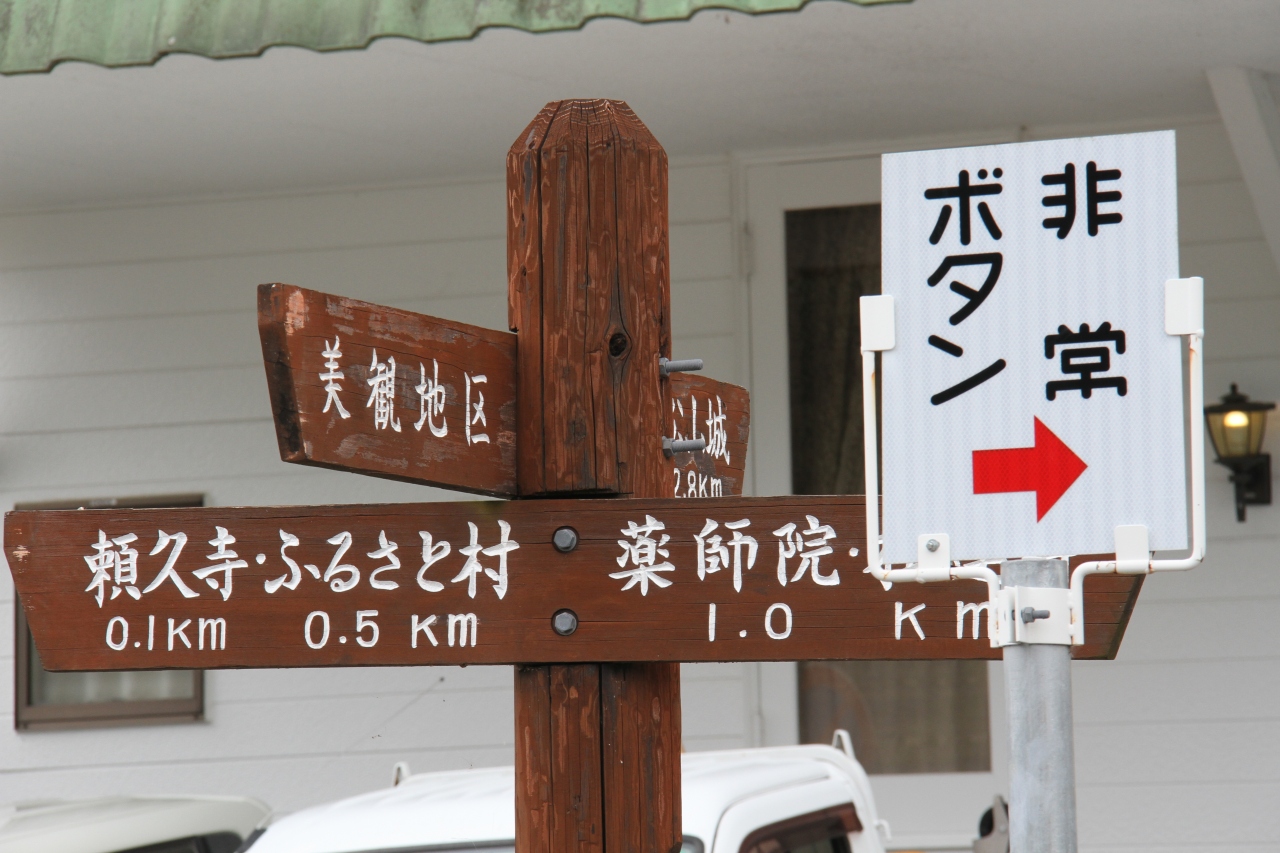 美観地区
山城
2.8Km
頼久寺・ふるさと村
0.1Km 0.5 Km
薬師院・
1.0 Km
非常
ボタン